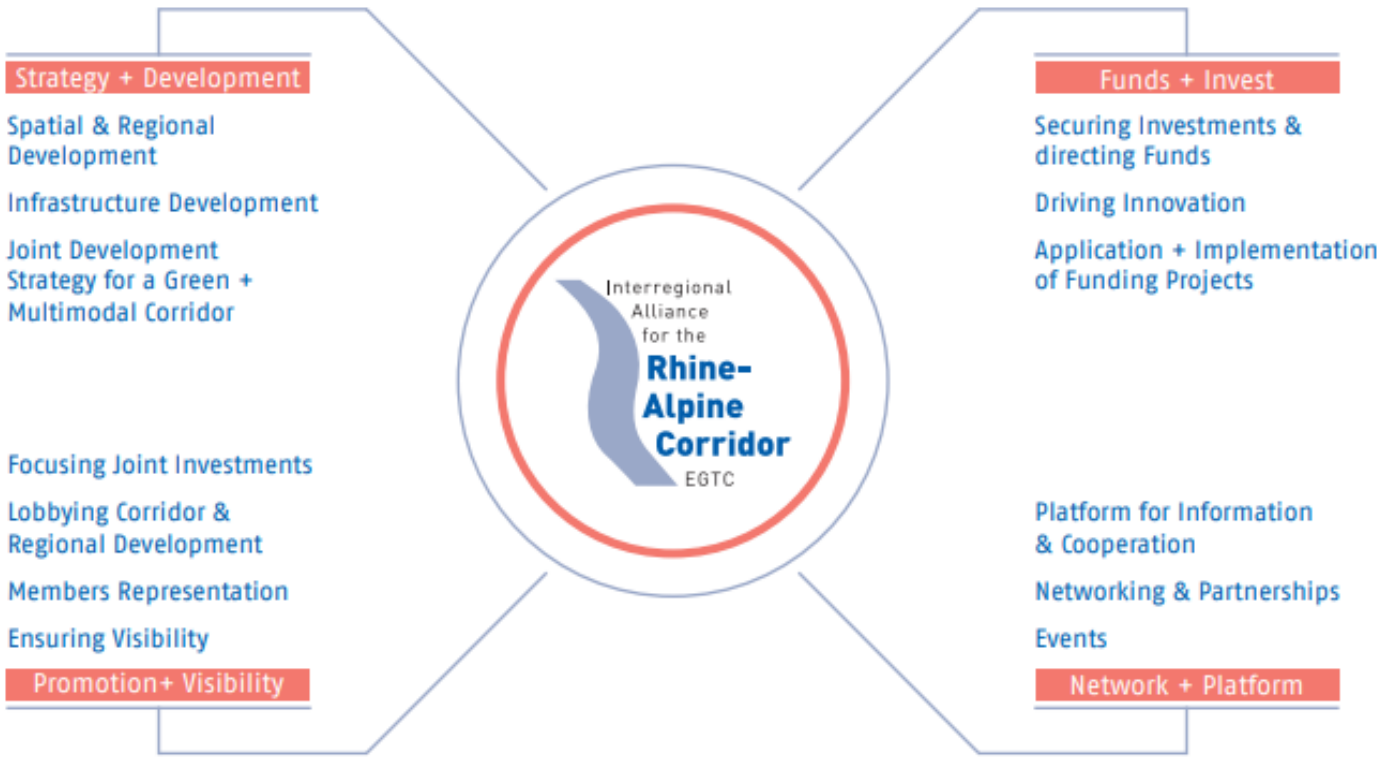 Strategy + Development
Spatial & Regional
Development
Infrastructure Development
Joint Development
Strategy for a Green +
Multimodal Corridor
Funds + Invest
Securing Investments &
directing Funds
Driving Innovation
Application + Implementation
of Funding Projects
Interregional
Alliance
for the
Rhine-
Alpine
Corridor
EGTC
Focusing Joint Investments
Lobbying Corridor &
Regional Development
Members Representation
Ensuring Visibility
Promotion+ Visibility
Platform for Information
& Cooperation
Networking & Partnerships
Events
Network + Platform